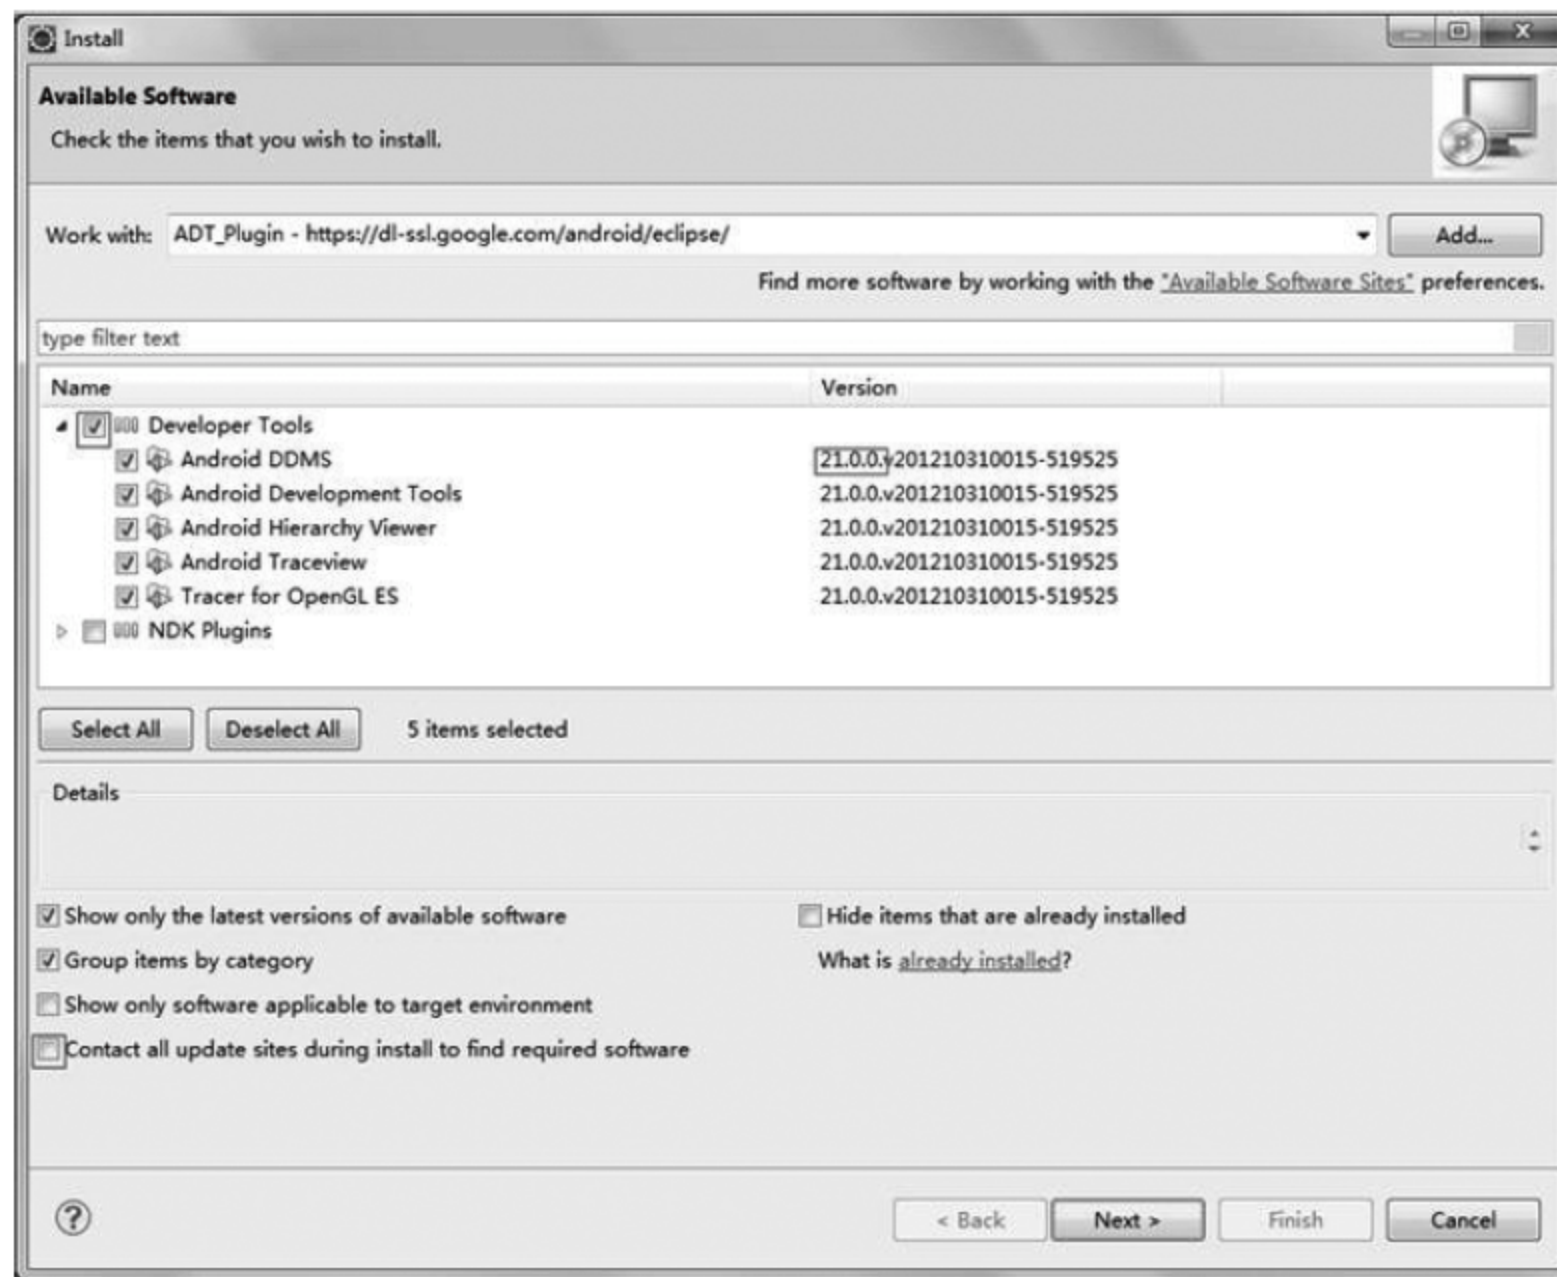 Install
Available Software
Check the items that you wish to install.
Work with: ADT_Plugin - https://dl-ssl.google.com/android/eclipse/ Add...
Find more software by working with the "Available Software Sites" preferences.
type filter text
Name Version
Developer Tools
Android DDMS 21.0.0.v201210310015-519525
Android Development Tools 21.0.0.v201210310015-519525
Android Hierarchy Viewer 21.0.0.v201210310015-519525
Android Traceview 21.0.0.v201210310015-519525
Tracer for OpenGL ES 21.0.0.v201210310015-519525
NDK Plugins
Select All Deselect All 5 items selected
Details
Show only the latest versions of available software Hide items that are already installed
Group items by category What is already installed?
Show only software applicable to target environment
Contact all update sites during install to find required software
< Back Next > Finish Cancel